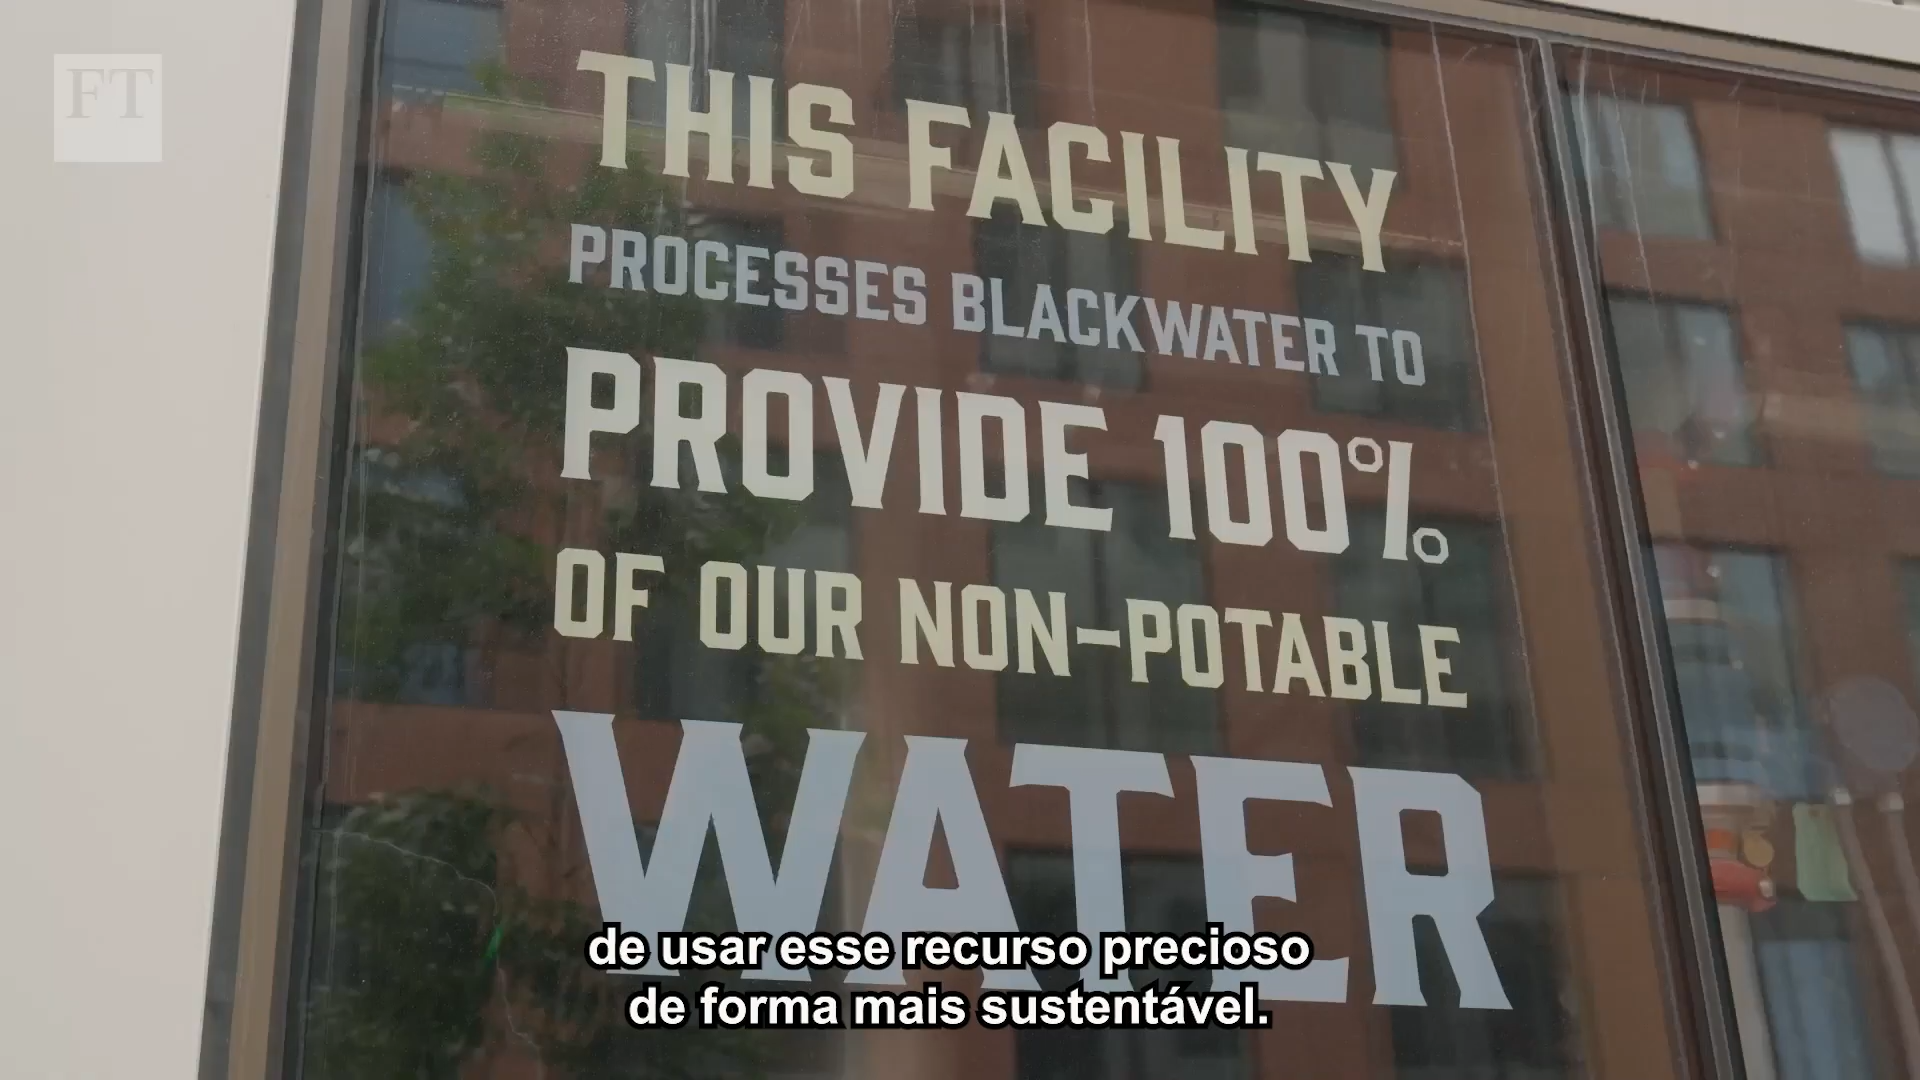 FT
THIS FACILITY
PROCESSES BLACKWATER TO
PROVIDE 100%
OF OUR NON-POTABLE
WATER
de usar esse recurso precioso
de forma mais sustentável.